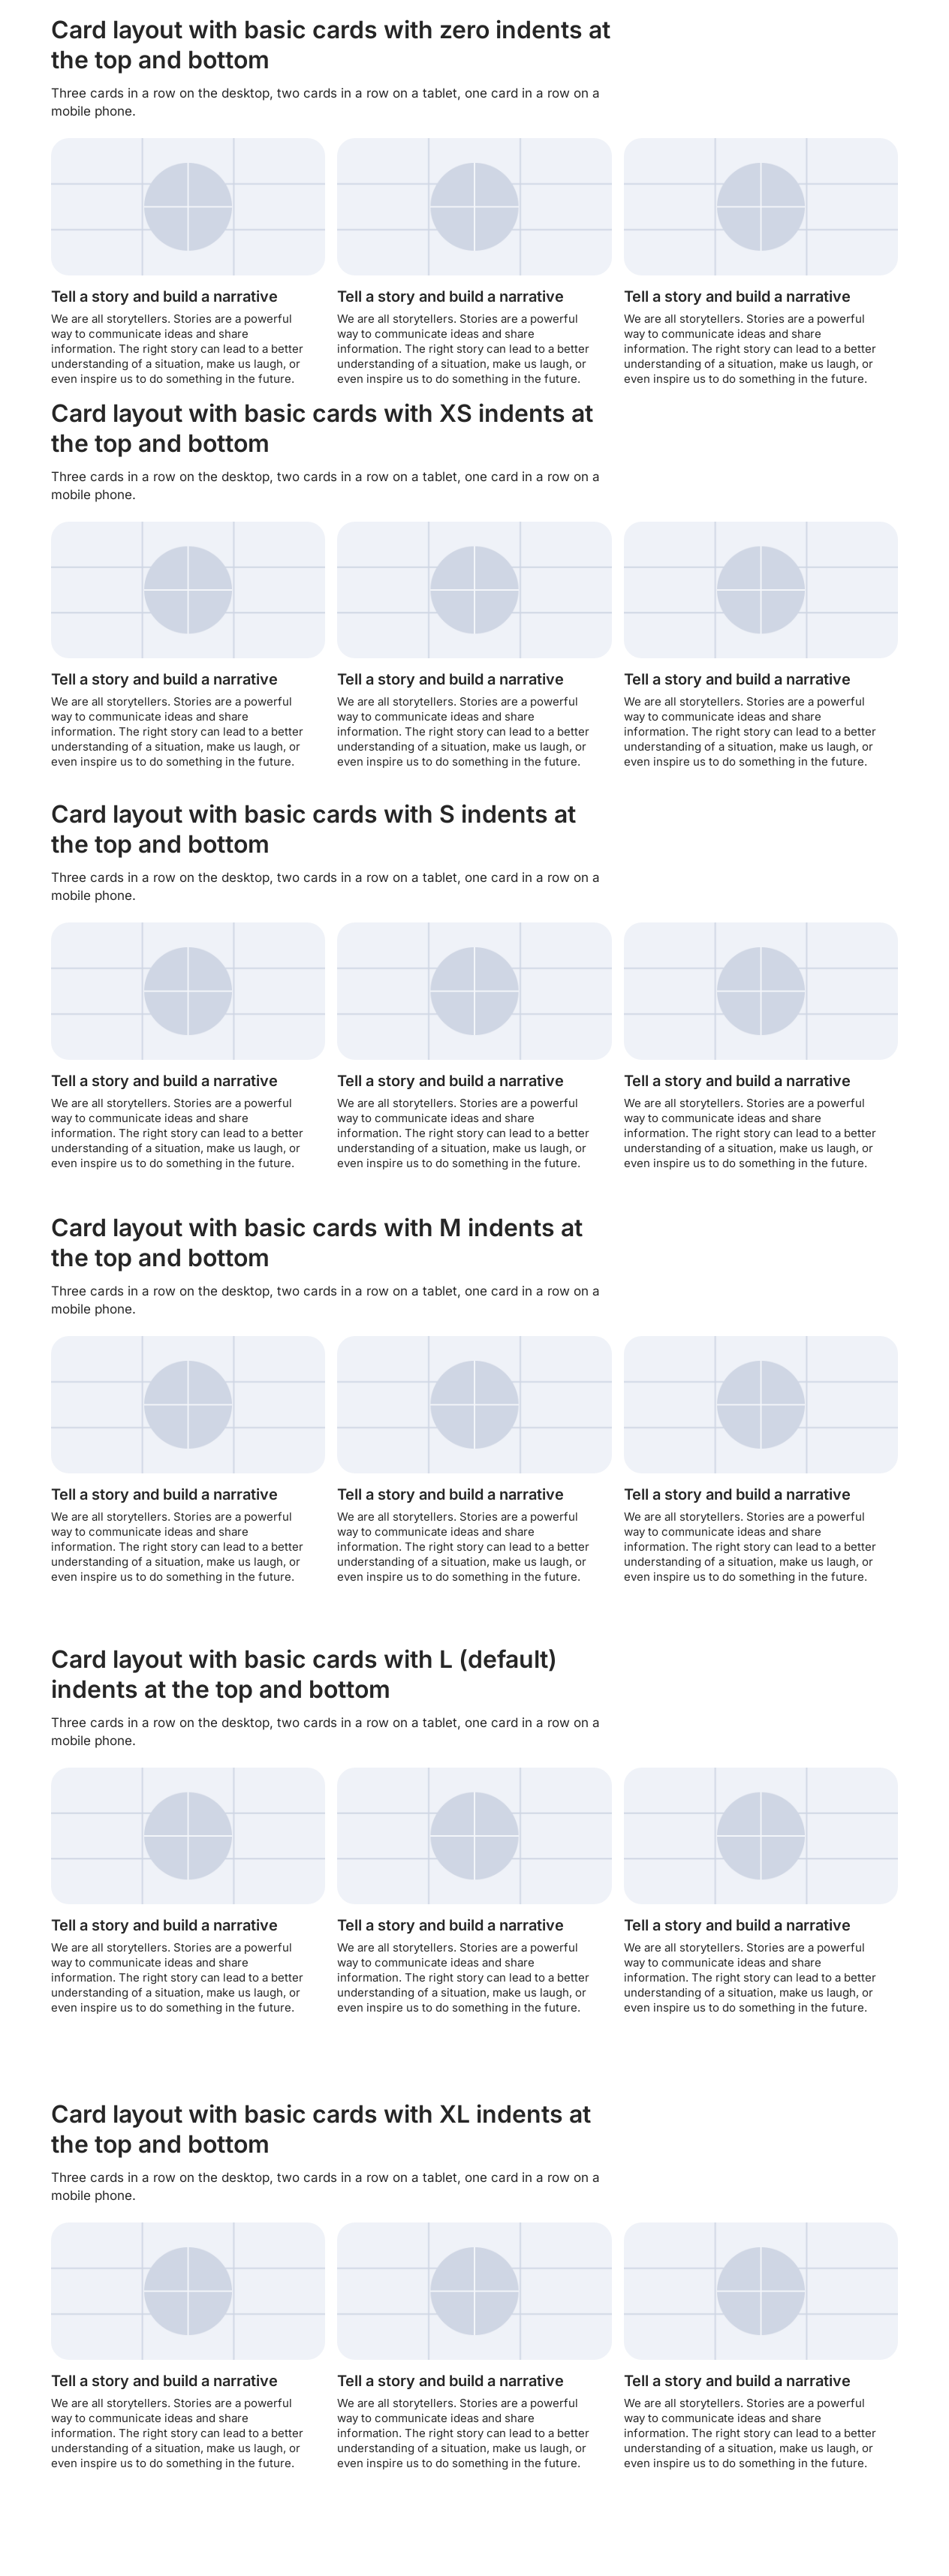 Card layout with basic cards with zero indents at
the top and bottom
Three cards in a row on the desktop, two cards in a row on a tablet, one card in a row on a
mobile phone.
Tell a story and build a narrative
We are all storytellers. Stories are a powerful
way to communicate ideas and share
information. The right story can lead to a better
understanding of a situation, make us laugh, or
even inspire us to do something in the future.
Tell a story and build a narrative
We are all storytellers. Stories are a powerful
way to communicate ideas and share
information. The right story can lead to a better
understanding of a situation, make us laugh, or
even inspire us to do something in the future.
Tell a story and build a narrative
We are all storytellers. Stories are a powerful
way to communicate ideas and share
information. The right story can lead to a better
understanding of a situation, make us laugh, or
even inspire us to do something in the future.
Card layout with basic cards with XS indents at
the top and bottom
Three cards in a row on the desktop, two cards in a row on a tablet, one card in a row on a
mobile phone.
Tell a story and build a narrative
We are all storytellers. Stories are a powerful
way to communicate ideas and share
information. The right story can lead to a better
understanding of a situation, make us laugh, or
even inspire us to do something in the future.
Tell a story and build a narrative
We are all storytellers. Stories are a powerful
way to communicate ideas and share
information. The right story can lead to a better
understanding of a situation, make us laugh, or
even inspire us to do something in the future.
Tell a story and build a narrative
We are all storytellers. Stories are a powerful
way to communicate ideas and share
information. The right story can lead to a better
understanding of a situation, make us laugh, or
even inspire us to do something in the future.
Card layout with basic cards with S indents at
the top and bottom
Three cards in a row on the desktop, two cards in a row on a tablet, one card in a row on a
mobile phone.
Tell a story and build a narrative
We are all storytellers. Stories are a powerful
way to communicate ideas and share
information. The right story can lead to a better
understanding of a situation, make us laugh, or
even inspire us to do something in the future.
Tell a story and build a narrative
We are all storytellers. Stories are a powerful
way to communicate ideas and share
information. The right story can lead to a better
understanding of a situation, make us laugh, or
even inspire us to do something in the future.
Tell a story and build a narrative
We are all storytellers. Stories are a powerful
way to communicate ideas and share
information. The right story can lead to a better
understanding of a situation, make us laugh, or
even inspire us to do something in the future.
Card layout with basic cards with M indents at
the top and bottom
Three cards in a row on the desktop, two cards in a row on a tablet, one card in a row on a
mobile phone.
Tell a story and build a narrative
We are all storytellers. Stories are a powerful
way to communicate ideas and share
information. The right story can lead to a better
understanding of a situation, make us laugh, or
even inspire us to do something in the future.
Tell a story and build a narrative
We are all storytellers. Stories are a powerful
way to communicate ideas and share
information. The right story can lead to a better
understanding of a situation, make us laugh, or
even inspire us to do something in the future.
Tell a story and build a narrative
We are all storytellers. Stories are a powerful
way to communicate ideas and share
information. The right story can lead to a better
understanding of a situation, make us laugh, or
even inspire us to do something in the future.
Card layout with basic cards with L (default)
indents at the top and bottom
Three cards in a row on the desktop, two cards in a row on a tablet, one card in a row on a
mobile phone.
Tell a story and build a narrative
We are all storytellers. Stories are a powerful
way to communicate ideas and share
information. The right story can lead to a better
understanding of a situation, make us laugh, or
even inspire us to do something in the future.
Tell a story and build a narrative
We are all storytellers. Stories are a powerful
way to communicate ideas and share
information. The right story can lead to a better
understanding of a situation, make us laugh, or
even inspire us to do something in the future.
Tell a story and build a narrative
We are all storytellers. Stories are a powerful
way to communicate ideas and share
information. The right story can lead to a better
understanding of a situation, make us laugh, or
even inspire us to do something in the future.
Card layout with basic cards with XL indents at
the top and bottom
Three cards in a row on the desktop, two cards in a row on a tablet, one card in a row on a
mobile phone.
Tell a story and build a narrative
We are all storytellers. Stories are a powerful
way to communicate ideas and share
information. The right story can lead to a better
understanding of a situation, make us laugh, or
even inspire us to do something in the future.
Tell a story and build a narrative
We are all storytellers. Stories are a powerful
way to communicate ideas and share
information. The right story can lead to a better
understanding of a situation, make us laugh, or
even inspire us to do something in the future.
Tell a story and build a narrative
We are all storytellers. Stories are a powerful
way to communicate ideas and share
information. The right story can lead to a better
understanding of a situation, make us laugh, or
even inspire us to do something in the future.